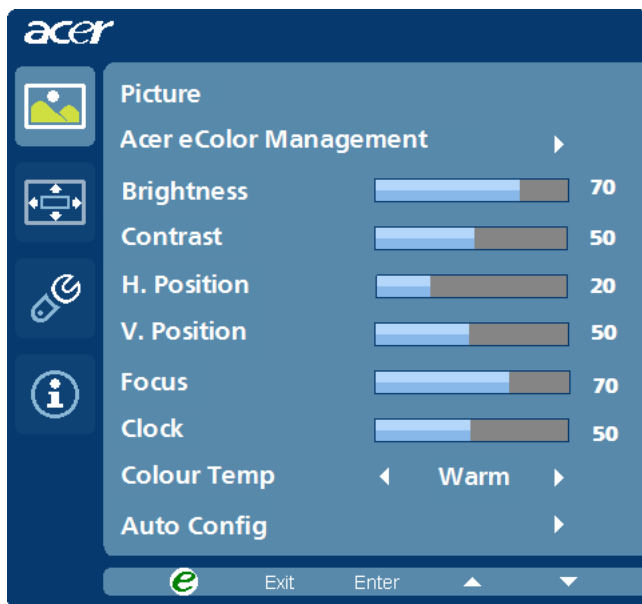 acer
Picture
Acer eColor Management
Brightness 70
Contrast 50
H. Position 20
V. Position 50
Focus 70
Clock 50
Colour Temp Warm
Auto Config
e Exit Enter